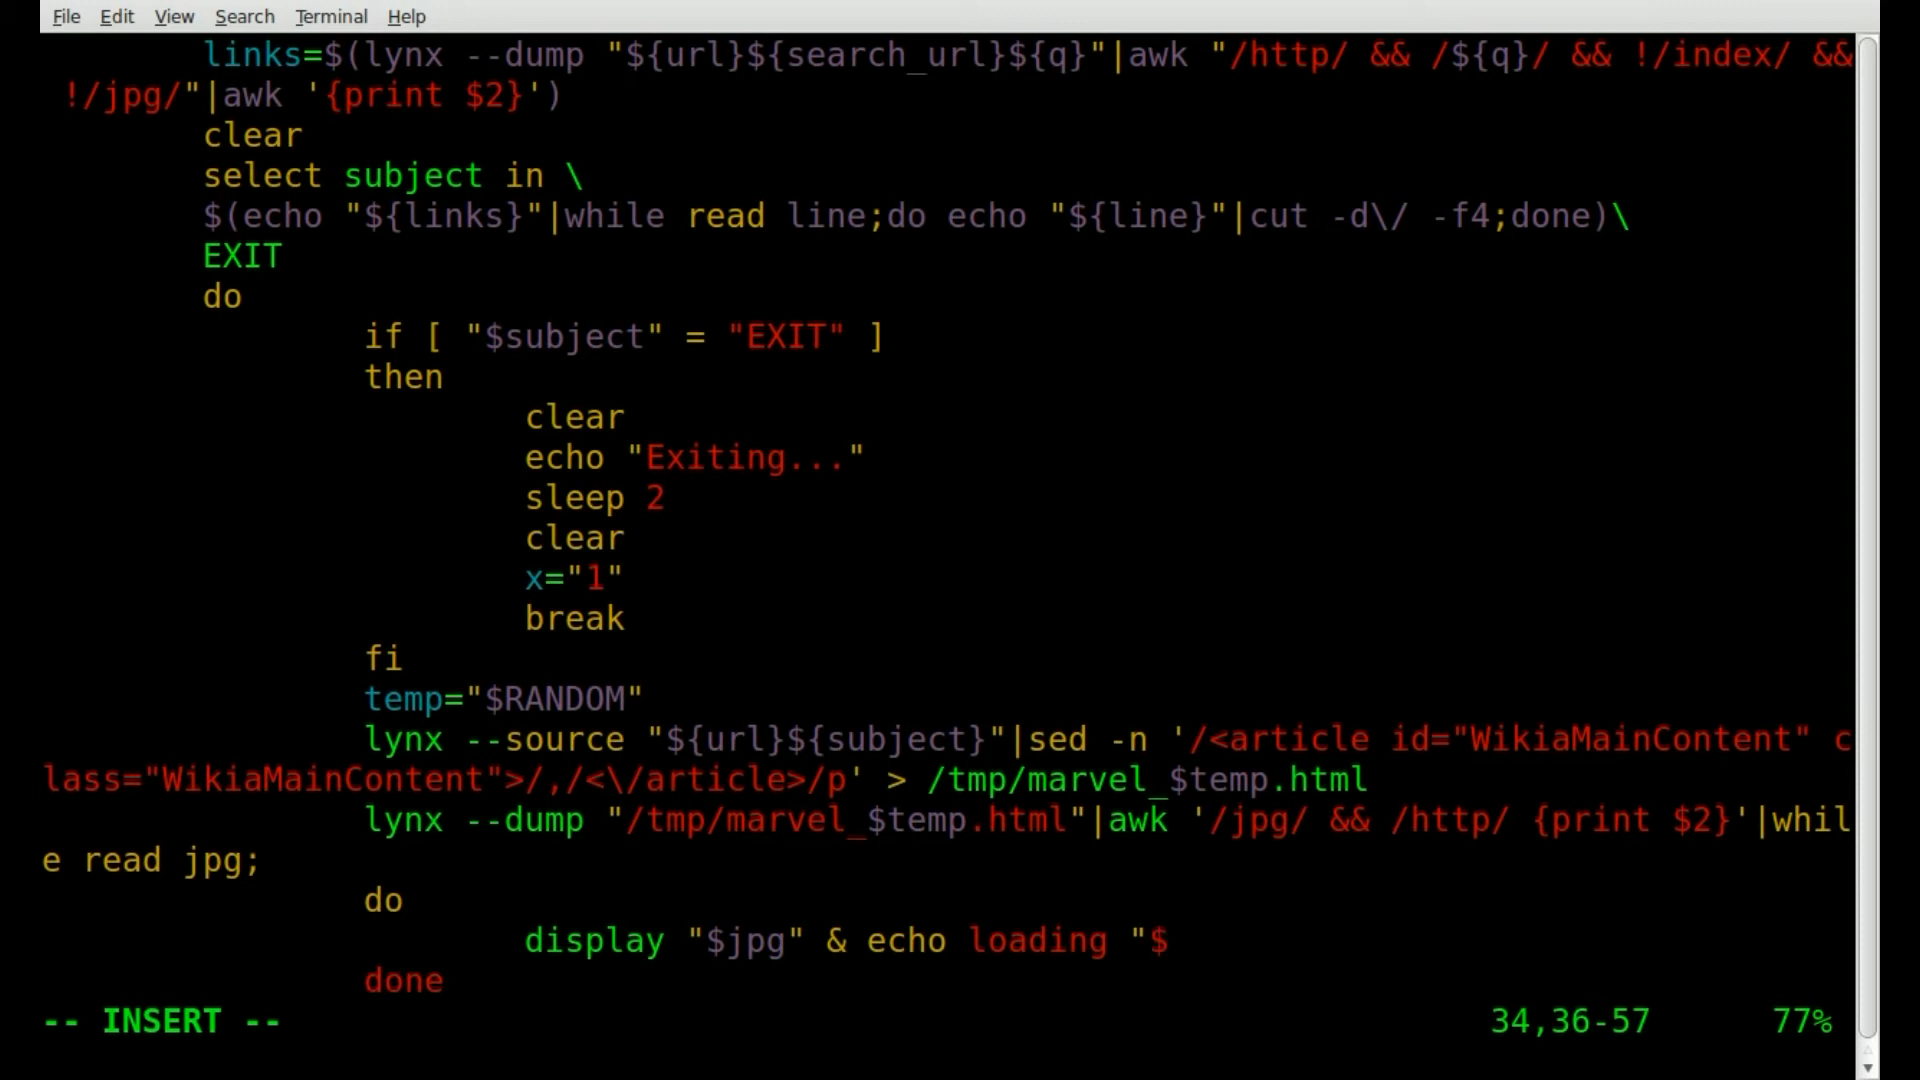 File Edit View Search Terminal Help
links=$(lynx --dump "${url}${search_url}${q}"|awk "/http/ && /${q}/ && !/index/ &&
!/jpg/"|awk '{print $2}')
clear
select subject in \
$(echo "${links}"|while read line;do echo "${line}"|cut -d\/ -f4;done)\
EXIT
do
if [ "$subject" = "EXIT" ]
then
clear
echo "Exiting..."
sleep 2
clear
x="1"
break
fi
temp="$RANDOM"
lynx --source "${url}${subject}"|sed -n '/<article id="WikiaMainContent" c
lass="WikiaMainContent">/,/<\/article>/p' > /tmp/marvel_$temp.html
lynx --dump "/tmp/marvel_$temp.html"|awk '/jpg/ && /http/ {print $2}'|whil
e read jpg;
do
display "$jpg" & echo loading "$
done
-- INSERT -- 34,36-57 77%